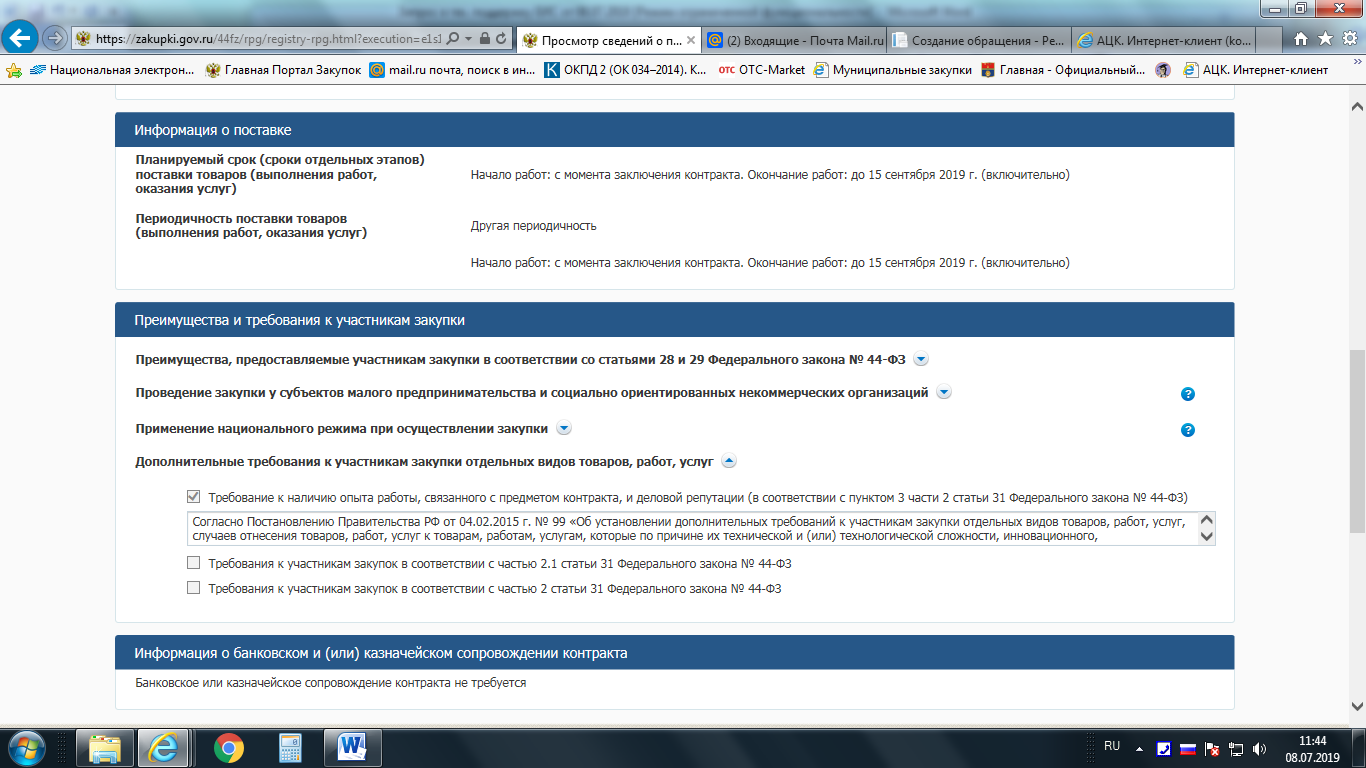 https://zakupki.gov.ru/44fz/rpg/registry-rpg.html?execution=e1s1
Просмотр сведений о п...
(2) Входящие - Почта Mail.ru
Создание обращения - Ре...
АЦК. Интернет-клиент (ко...
Национальная электрон...
Главная Портал Закупок
mail.ru почта, поиск в ин...
ОКПД 2 (ОК 034–2014). К...
ОТС-Market
Муниципальные закупки
Главная - Официальный...
АЦК. Интернет-клиент
Информация о поставке
Планируемый срок (сроки отдельных этапов)
поставки товаров (выполнения работ,
оказания услуг)
Начало работ: с момента заключения контракта. Окончание работ: до 15 сентября 2019 г. (включительно)
Периодичность поставки товаров
(выполнения работ, оказания услуг)
Другая периодичность
Начало работ: с момента заключения контракта. Окончание работ: до 15 сентября 2019 г. (включительно)
Преимущества и требования к участникам закупки
Преимущества, предоставляемые участникам закупки в соответствии со статьями 28 и 29 Федерального закона № 44-ФЗ
Проведение закупки у субъектов малого предпринимательства и социально ориентированных некоммерческих организаций
Применение национального режима при осуществлении закупки
Дополнительные требования к участникам закупки отдельных видов товаров, работ, услуг
Требование к наличию опыта работы, связанного с предметом контракта, и деловой репутации (в соответствии с пунктом 3 части 2 статьи 31 Федерального закона № 44-ФЗ)
Согласно Постановлению Правительства РФ от 04.02.2015 г. № 99 «Об установлении дополнительных требований к участникам закупки отдельных видов товаров, работ, услуг,
случаев отнесения товаров, работ, услуг к товарам, работам, услугам, которые по причине их технической и (или) технологической сложности, инновационного,
Требования к участникам закупок в соответствии с частью 2.1 статьи 31 Федерального закона № 44-ФЗ
Требования к участникам закупок в соответствии с частью 2 статьи 31 Федерального закона № 44-ФЗ
Информация о банковском и (или) казначейском сопровождении контракта
Банковское или казначейское сопровождение контракта не требуется
RU
11:44
08.07.2019